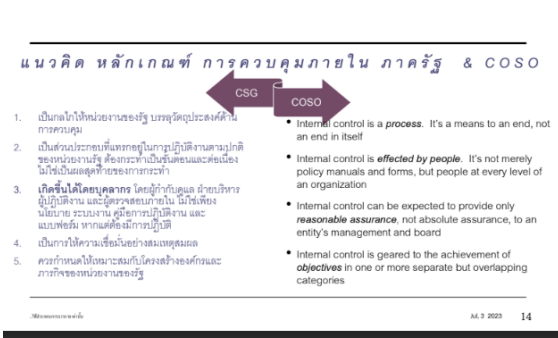 แนวคิด หลักเกณฑ์ การควบคุมภายใน ภาครัฐ & COSO
CSG
COSO
1. เป็นกลไกให้หน่วยงานของรัฐ บรรลุวัตถุประสงค์ด้าน
การควบคุม
2. เป็นส่วนประกอบที่แทรกอยู่ในการปฏิบัติงานตามปกติ
ของหน่วยงานรัฐ ต้องกระทำเป็นขั้นตอนและต่อเนื่อง
ไม่ใช่เป็นผลสุดท้ายของการกระทำ
3. เกิดขึ้นได้โดยบุคลากร โดยผู้กำกับดูแล ฝ่ายบริหาร
ผู้ปฏิบัติงาน และผู้ตรวจสอบภายใน ไม่ใช่เพียง
นโยบาย ระบบงาน คู่มือการปฏิบัติงาน และ
แบบฟอร์ม หากแต่ต้องมีการปฏิบัติ
4. เป็นการให้ความเชื่อมั่นอย่างสมเหตุสมผล
5. ควรกำหนดให้เหมาะสมกับโครงสร้างองค์กรและ
ภารกิจของหน่วยงานของรัฐ
• Internal control is a process. It's a means to an end, not
an end in itself
• Internal control is effected by people. It's not merely
policy manuals and forms, but people at every level of
an organization
• Internal control can be expected to provide only
reasonable assurance, not absolute assurance, to an
entity's management and board
• Internal control is geared to the achievement of
objectives in one or more separate but overlapping
categories
Jul, 3 2023
14